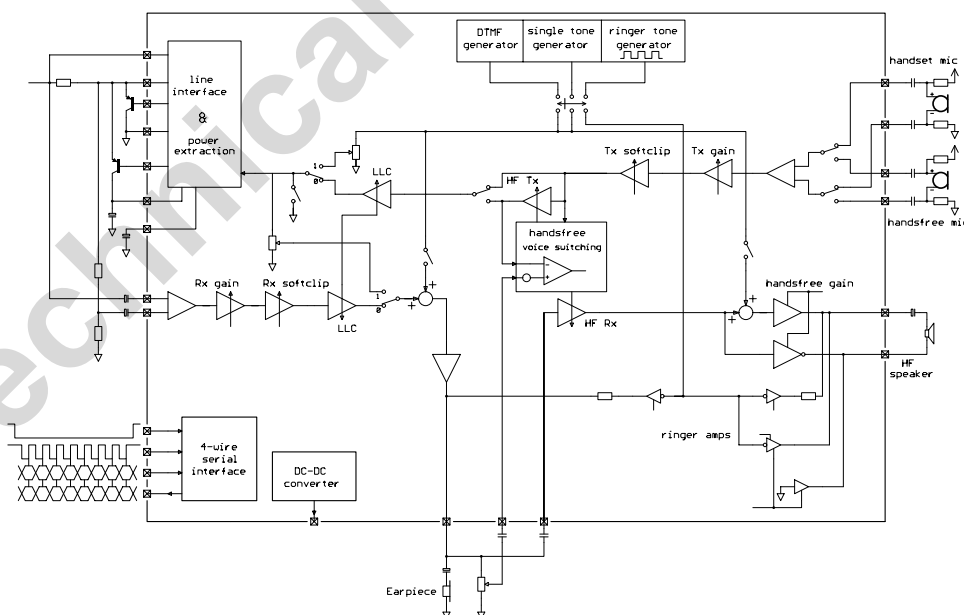 DTMF generator
single tone generator
ringer tone generator
handset mic
line interface & power extraction
Tx softclip
Tx gain
LLC
HF Tx
1
0
+
-
+
-
handsfree mic
handsfree voice switching
-
+
Rx gain
Rx softclip
LLC
1
0
+
+
HF Rx
+
+
handsfree gain
HF speaker
ringer amps
4-wire serial interface
DC-DC converter
Earpiece
echnical